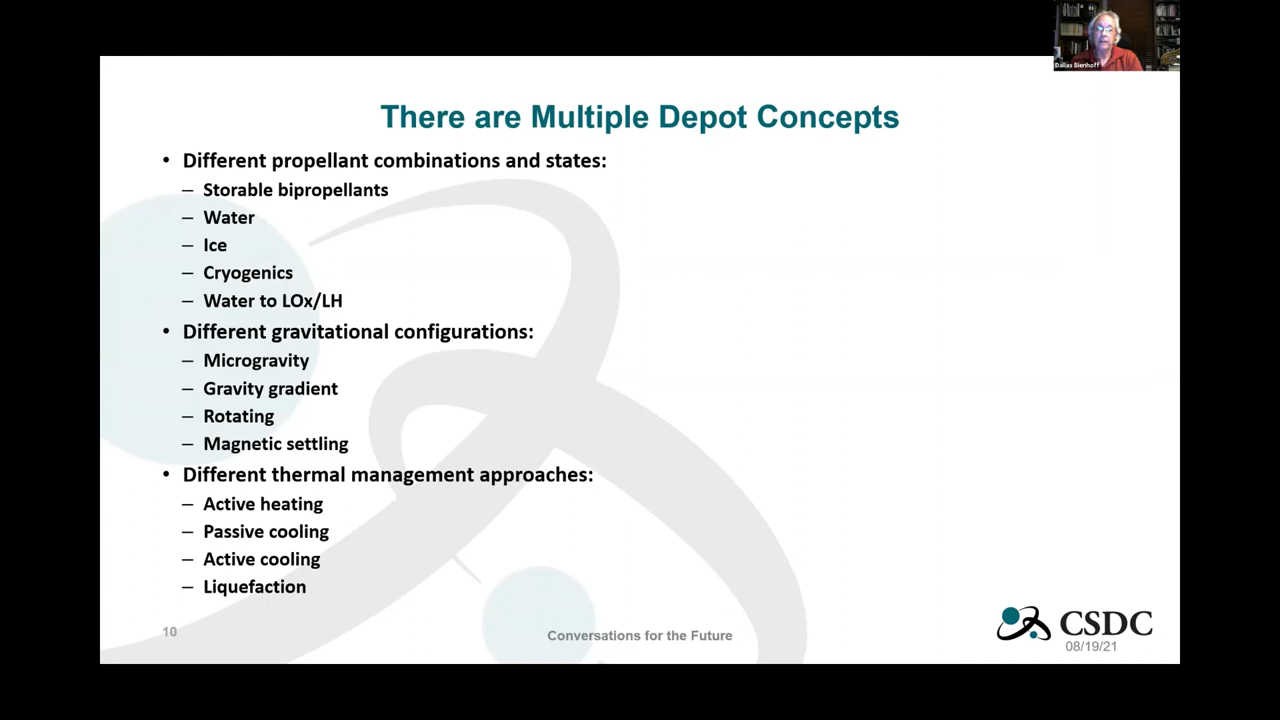 Dallas Bienhoff
There are Multiple Depot Concepts
• Different propellant combinations and states:
– Storable bipropellants
– Water
– Ice
– Cryogenics
– Water to LOx/LH
• Different gravitational configurations:
– Microgravity
– Gravity gradient
– Rotating
– Magnetic settling
• Different thermal management approaches:
– Active heating
– Passive cooling
– Active cooling
– Liquefaction
10
Conversations for the Future
CSDC
08/19/21